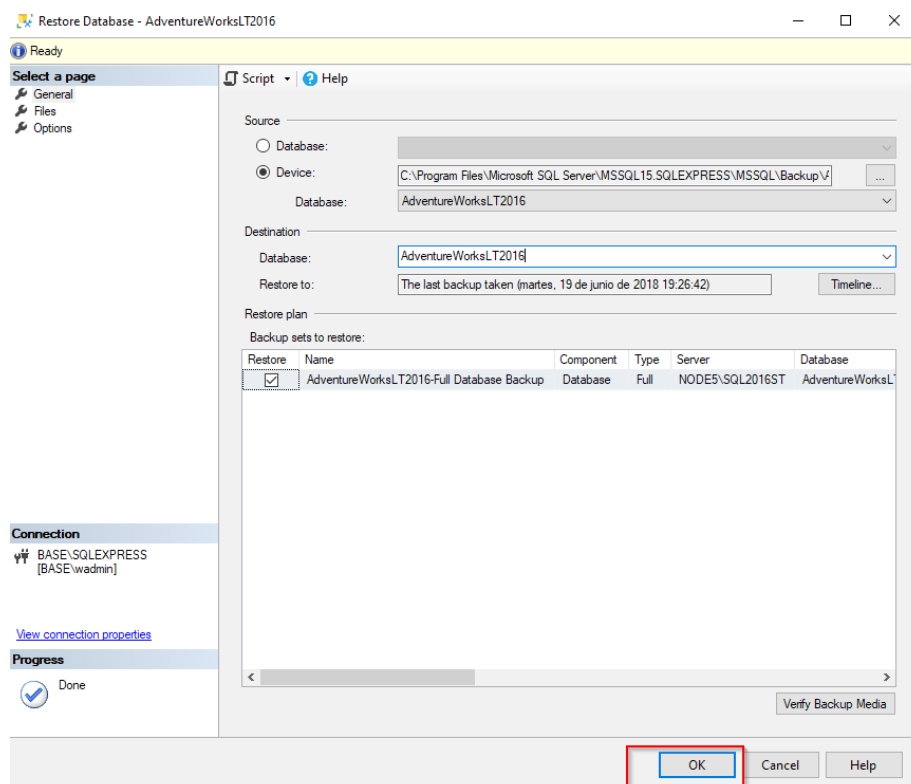 Restore Database - AdventureWorksLT2016
Ready
Select a page
General
Files
Options
Script
Help
Source
Database:
Device:
C:\Program Files\Microsoft SQL Server\MSSQL15.SQLEXPRESS\MSSQL\Backup\A
...
Database:
AdventureWorksLT2016
Destination
Database:
AdventureWorksLT2016
Restore to:
The last backup taken (martes, 19 de junio de 2018 19:26:42)
Timeline...
Restore plan
Backup sets to restore:
Restore Name Component Type Server Database
AdventureWorksLT2016-Full Database Backup Database Full NODE5\SQL2016ST AdventureWorksL
Connection
BASE\SQLEXPRESS
[BASE\wadmin]
View connection properties
Progress
Done
Verify Backup Media
OK Cancel Help